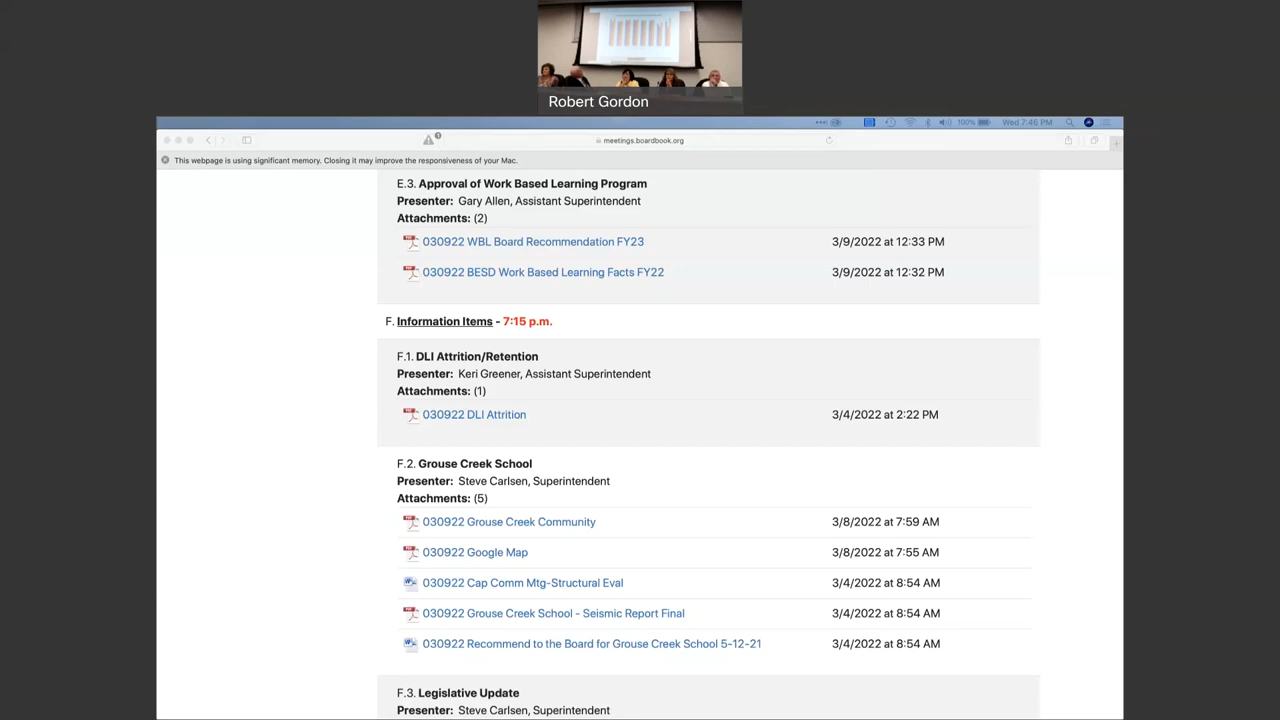 Robert Gordon
100%
Wed 7:46 PM
meetings.boardbook.org
This webpage is using significant memory. Closing it may improve the responsiveness of your Mac.
E.3. Approval of Work Based Learning Program
Presenter: Gary Allen, Assistant Superintendent
Attachments: (2)
030922 WBL Board Recommendation FY23 3/9/2022 at 12:33 PM
030922 BESD Work Based Learning Facts FY22 3/9/2022 at 12:32 PM
F. Information Items - 7:15 p.m.
F.1. DLI Attrition/Retention
Presenter: Keri Greener, Assistant Superintendent
Attachments: (1)
030922 DLI Attrition 3/4/2022 at 2:22 PM
F.2. Grouse Creek School
Presenter: Steve Carlsen, Superintendent
Attachments: (5)
030922 Grouse Creek Community 3/8/2022 at 7:59 AM
030922 Google Map 3/8/2022 at 7:55 AM
030922 Cap Comm Mtg-Structural Eval 3/4/2022 at 8:54 AM
030922 Grouse Creek School - Seismic Report Final 3/4/2022 at 8:54 AM
030922 Recommend to the Board for Grouse Creek School 5-12-21 3/4/2022 at 8:54 AM
F.3. Legislative Update
Presenter: Steve Carlsen, Superintendent